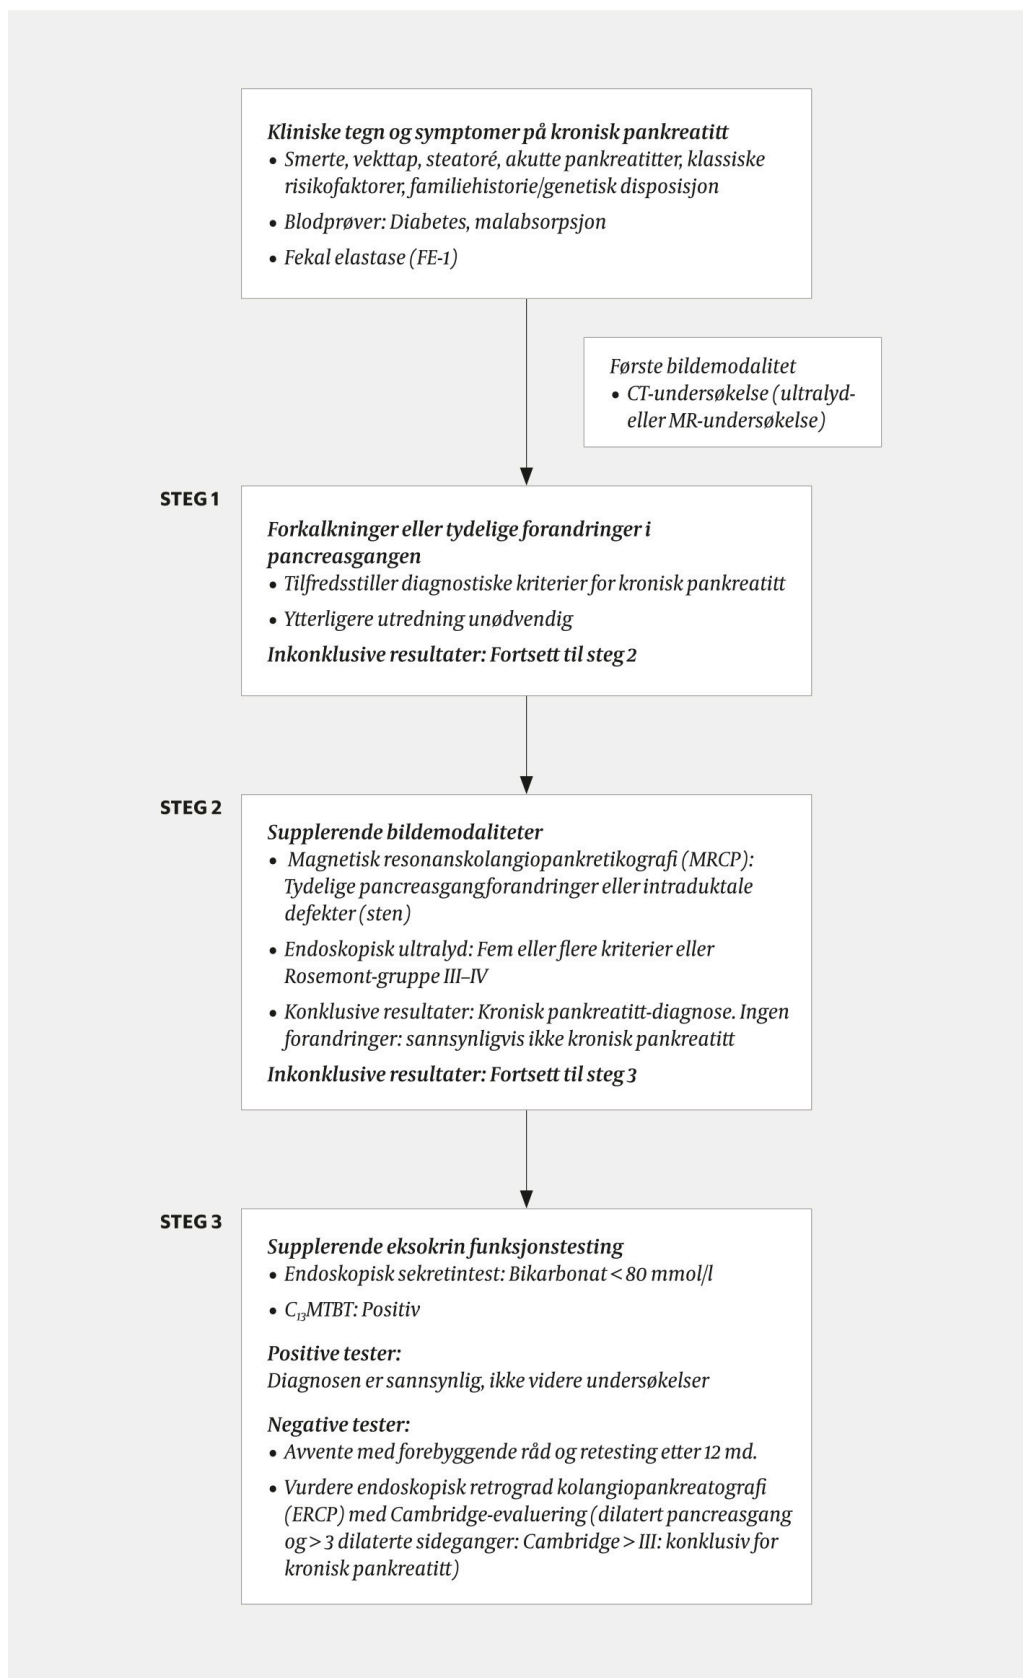 Kliniske tegn og symptomer på kronisk pankreatitt
• Smerte, vekttap, steatoré, akutte pankreatitter, klassiske
risikofaktorer, familiehistorie/genetisk disposisjon
• Blodprøver: Diabetes, malabsorpsjon
• Fekal elastase (FE-1)
Første bildemodalitet
• CT-undersøkelse (ultralyd-
eller MR-undersøkelse)
STEG 1
Forkalkninger eller tydelige forandringer i
pancreasgangen
• Tilfredsstiller diagnostiske kriterier for kronisk pankreatitt
• Ytterligere utredning unødvendig
Inkonklusive resultater: Fortsett til steg 2
STEG 2
Supplerende bildemodaliteter
• Magnetisk resonanskolangiopankretikografi (MRCP):
Tydelige pancreasgangforandringer eller intraduktale
defekter (sten)
• Endoskopisk ultralyd: Fem eller flere kriterier eller
Rosemont-gruppe III–IV
• Konklusive resultater: Kronisk pankreatitt-diagnose. Ingen
forandringer: sannsynligvis ikke kronisk pankreatitt
Inkonklusive resultater: Fortsett til steg 3
STEG 3
Supplerende eksokrin funksjonstesting
• Endoskopisk sekretintest: Bikarbonat < 80 mmol/l
• C₁₃MTBT: Positiv
Positive tester:
Diagnosen er sannsynlig, ikke videre undersøkelser
Negative tester:
• Avvente med forebyggende råd og retesting etter 12 md.
• Vurdere endoskopisk retrograd kolangiopankreatografi
(ERCP) med Cambridge-evaluering (dilatert pancreasgang
og > 3 dilaterte sideganger: Cambridge > III: konklusiv for
kronisk pankreatitt)